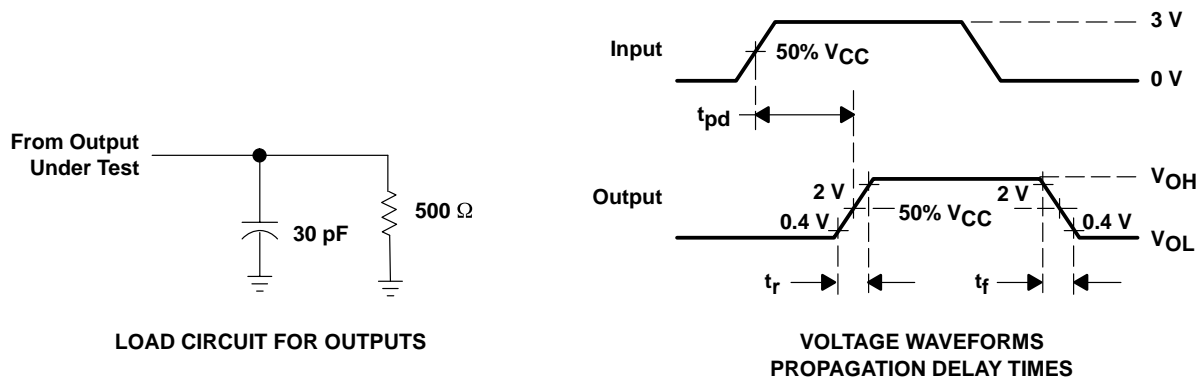 From Output
Under Test
30 pF
500 Ω
LOAD CIRCUIT FOR OUTPUTS
Input
50% VCC
3 V
0 V
tpd
Output
2 V
0.4 V
50% VCC
2 V
0.4 V
VOH
VOL
tr
tf
VOLTAGE WAVEFORMS
PROPAGATION DELAY TIMES